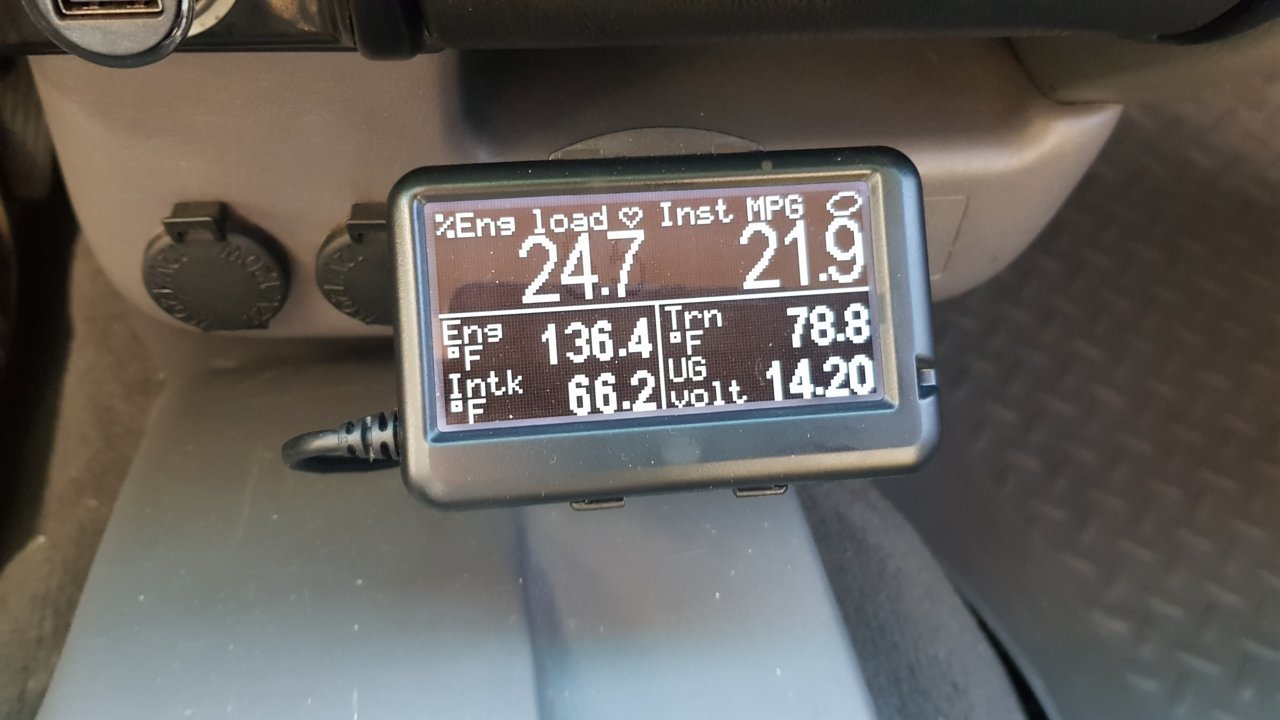 %Eng load Inst MPG
24.7 21.9
Eng °F 136.4
Trn °F 78.8
Intk °F 66.2
UG volt 14.20